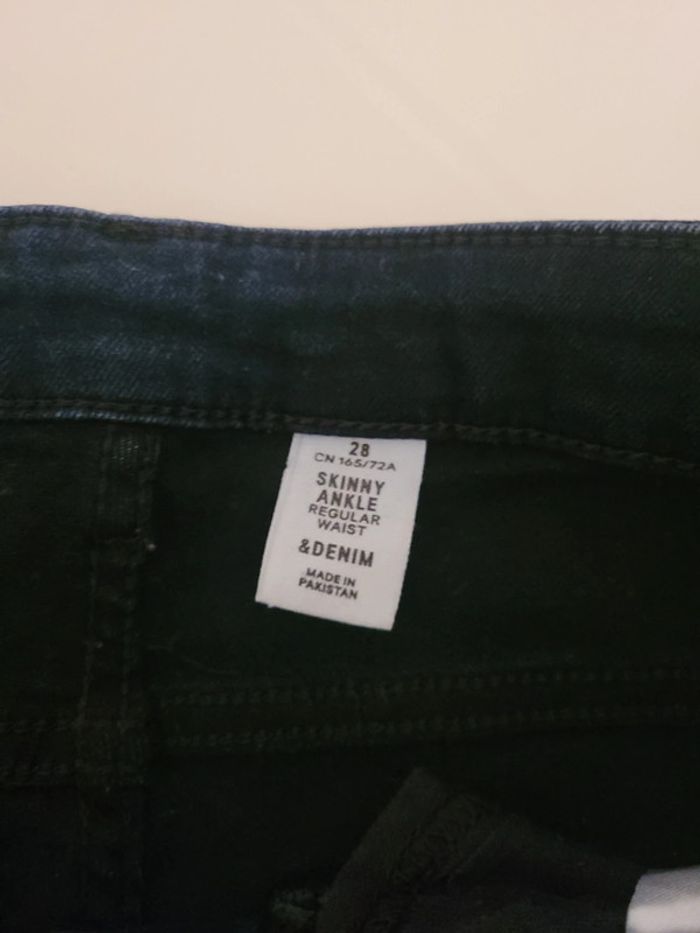 28
CN 165/72A
SKINNY
ANKLE
REGULAR
WAIST
&DENIM
MADE IN
PAKISTAN